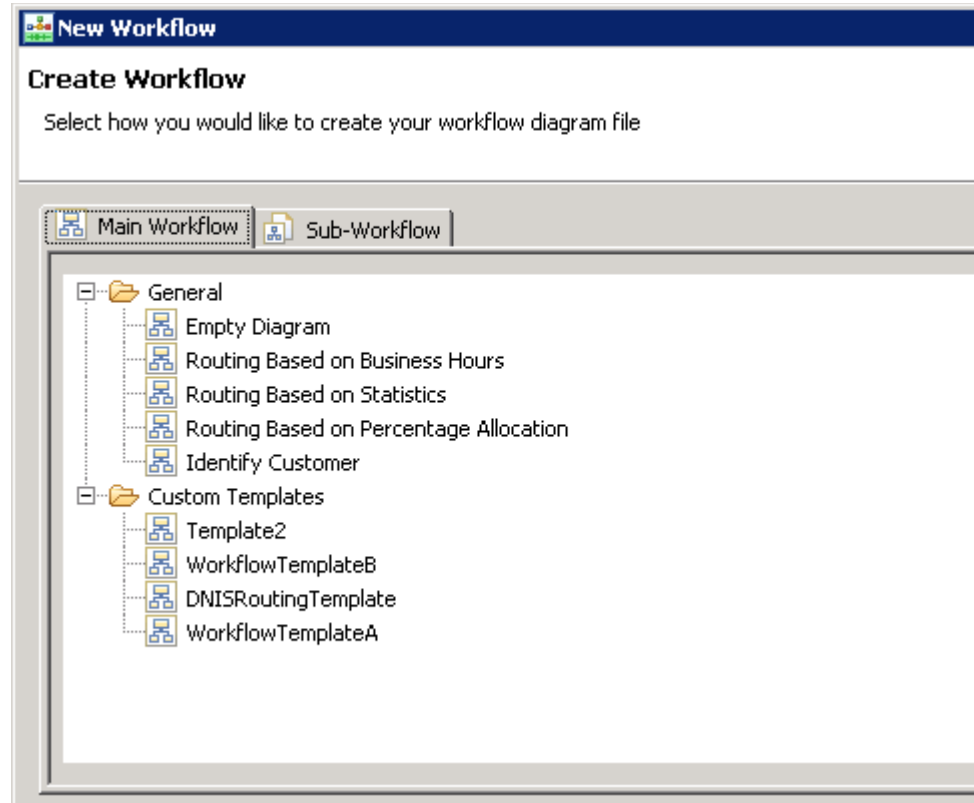 New Workflow
Create Workflow
Select how you would like to create your workflow diagram file
Main Workflow Sub-Workflow
General
Empty Diagram
Routing Based on Business Hours
Routing Based on Statistics
Routing Based on Percentage Allocation
Identify Customer
Custom Templates
Template2
WorkflowTemplateB
DNISRoutingTemplate
WorkflowTemplateA